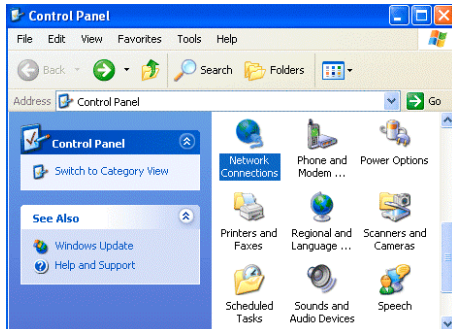 Control Panel
File Edit View Favorites Tools Help
Back Search Folders
Address Control Panel Go
Control Panel
Switch to Category View
See Also
Windows Update
Help and Support
Network Connections
Phone and Modem ...
Power Options
Printers and Faxes
Regional and Language ...
Scanners and Cameras
Scheduled Tasks
Sounds and Audio Devices
Speech